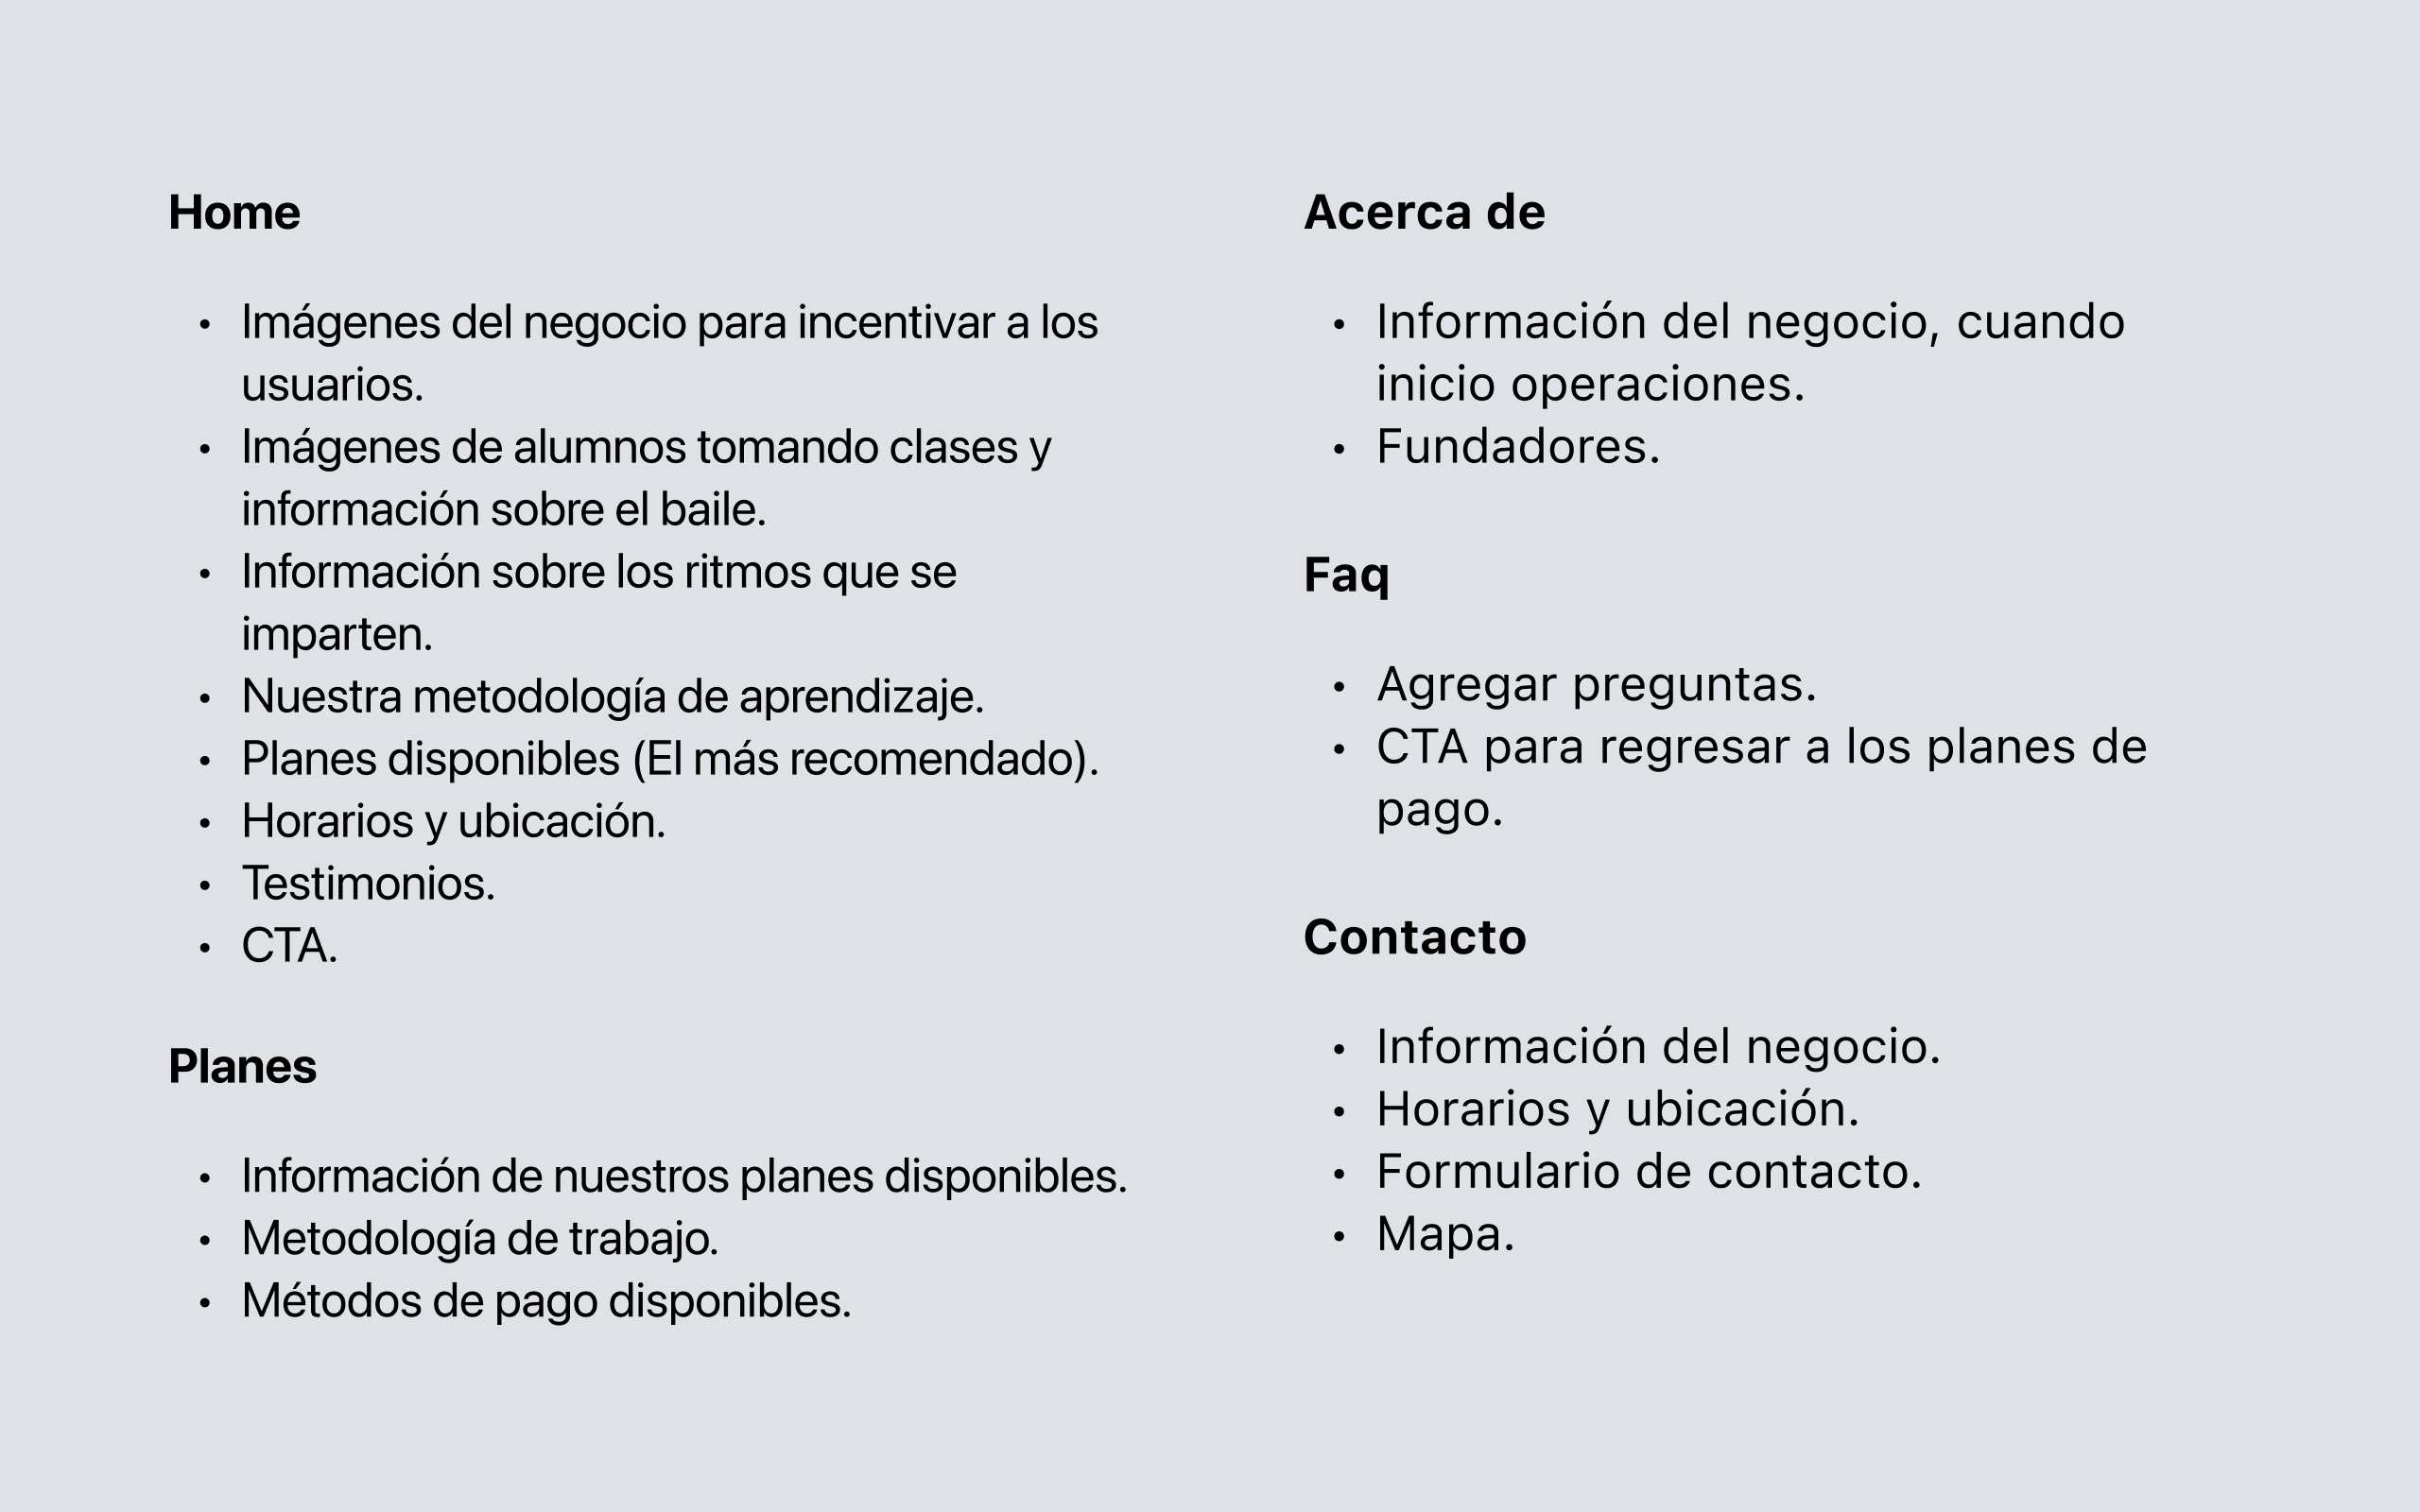 Home
• Imágenes del negocio para incentivar a los
usuarios.
• Imágenes de alumnos tomando clases y
información sobre el baile.
• Información sobre los ritmos que se
imparten.
• Nuestra metodología de aprendizaje.
• Planes disponibles (El más recomendado).
• Horarios y ubicación.
• Testimonios.
• CTA.
Planes
• Información de nuestros planes disponibles.
• Metodología de trabajo.
• Métodos de pago disponibles.
Acerca de
• Información del negocio, cuando
inicio operaciones.
• Fundadores.
Faq
• Agregar preguntas.
• CTA para regresar a los planes de
pago.
Contacto
• Información del negocio.
• Horarios y ubicación.
• Formulario de contacto.
• Mapa.